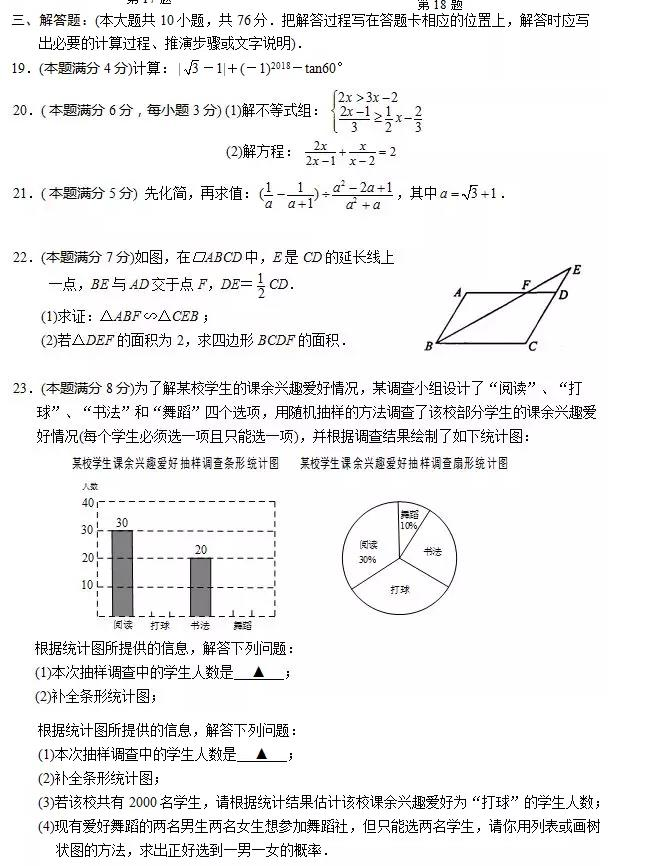 第18题
三、解答题：(本大题共10小题，共76分．把解答过程写在答题卡相应的位置上，解答时应写
出必要的计算过程、推演步骤或文字说明)．
19．(本题满分4分)计算：|√3－1|＋(－1)²⁰¹⁸－tan60°
20．(本题满分6分，每小题3分) (1)解不等式组：{2x＞3x－2
(2x－1)/3≥1/2x－2/3
(2)解方程：2x/(2x－1)＋x/(x－2)＝2
21．(本题满分5分) 先化简，再求值：(1/a－1/(a＋1))÷(a²－2a＋1)/(a²＋a)，其中a＝√3＋1．
22．(本题满分7分)如图，在▱ABCD中，E是CD的延长线上
一点，BE与AD交于点F，DE＝1/2CD．
(1)求证：△ABF∽△CEB；
(2)若△DEF的面积为2，求四边形BCDF的面积．
E
F
A
D
B
C
23．(本题满分8分)为了解某校学生的课余兴趣爱好情况，某调查小组设计了“阅读”、“打
球”、“书法”和“舞蹈”四个选项，用随机抽样的方法调查了该校部分学生的课余兴趣爱
好情况(每个学生必须选一项且只能选一项)，并根据调查结果绘制了如下统计图：
某校学生课余兴趣爱好抽样调查条形统计图
某校学生课余兴趣爱好抽样调查扇形统计图
人数
40
30
20
10
30
20
阅读 打球 书法 舞蹈
舞蹈
10%
阅读
30%
书法
打球
根据统计图所提供的信息，解答下列问题：
(1)本次抽样调查中的学生人数是 ▲ ；
(2)补全条形统计图；
根据统计图所提供的信息，解答下列问题：
(1)本次抽样调查中的学生人数是 ▲ ；
(2)补全条形统计图；
(3)若该校共有2000名学生，请根据统计结果估计该校课余兴趣爱好为“打球”的学生人数；
(4)现有爱好舞蹈的两名男生两名女生想参加舞蹈社，但只能选两名学生，请你用列表或画树
状图的方法，求出正好选到一男一女的概率．